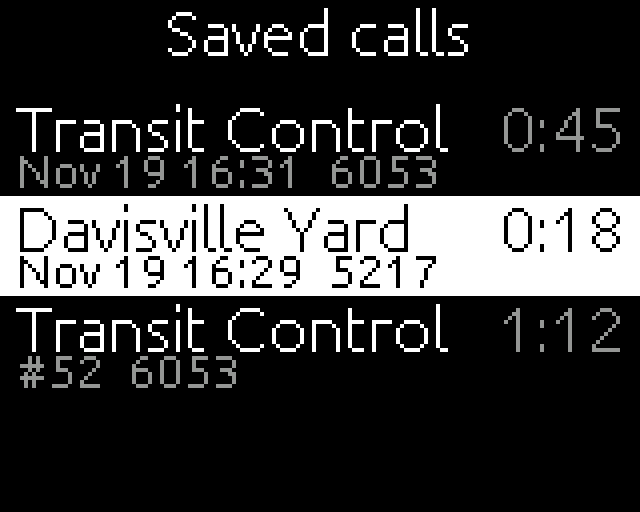 Saved calls
Transit Control 0:45
Nov 19 16:31 6053
Davisville Yard 0:18
Nov 19 16:29 5217
Transit Control 1:12
#52 6053